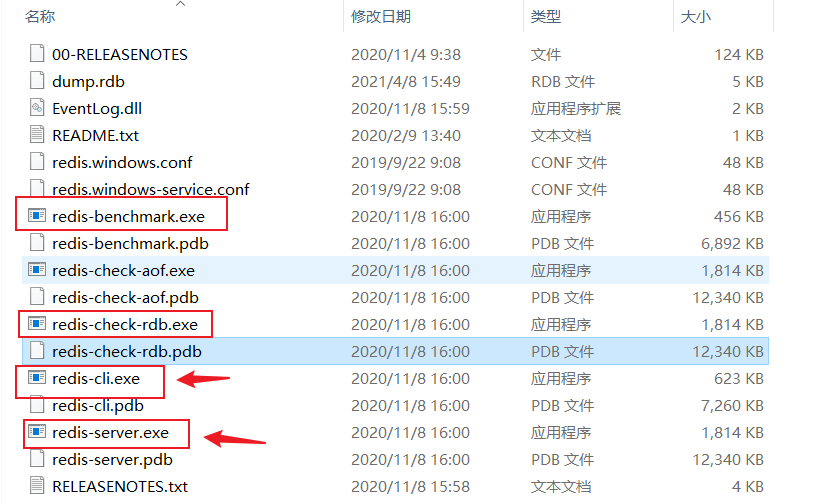 名称 修改日期 类型 大小
00-RELEASENOTES 2020/11/4 9:38 文件 124 KB
dump.rdb 2021/4/8 15:49 RDB 文件 5 KB
EventLog.dll 2020/11/8 15:59 应用程序扩展 2 KB
README.txt 2020/2/9 13:40 文本文档 1 KB
redis.windows.conf 2019/9/22 9:08 CONF 文件 48 KB
redis.windows-service.conf 2019/9/22 9:08 CONF 文件 48 KB
redis-benchmark.exe 2020/11/8 16:00 应用程序 456 KB
redis-benchmark.pdb 2020/11/8 16:00 PDB 文件 6,892 KB
redis-check-aof.exe 2020/11/8 16:00 应用程序 1,814 KB
redis-check-aof.pdb 2020/11/8 16:00 PDB 文件 12,340 KB
redis-check-rdb.exe 2020/11/8 16:00 应用程序 1,814 KB
redis-check-rdb.pdb 2020/11/8 16:00 PDB 文件 12,340 KB
redis-cli.exe 2020/11/8 16:00 应用程序 623 KB
redis-cli.pdb 2020/11/8 16:00 PDB 文件 7,260 KB
redis-server.exe 2020/11/8 16:00 应用程序 1,814 KB
redis-server.pdb 2020/11/8 16:00 PDB 文件 12,340 KB
RELEASENOTES.txt 2020/11/8 15:58 文本文档 4 KB